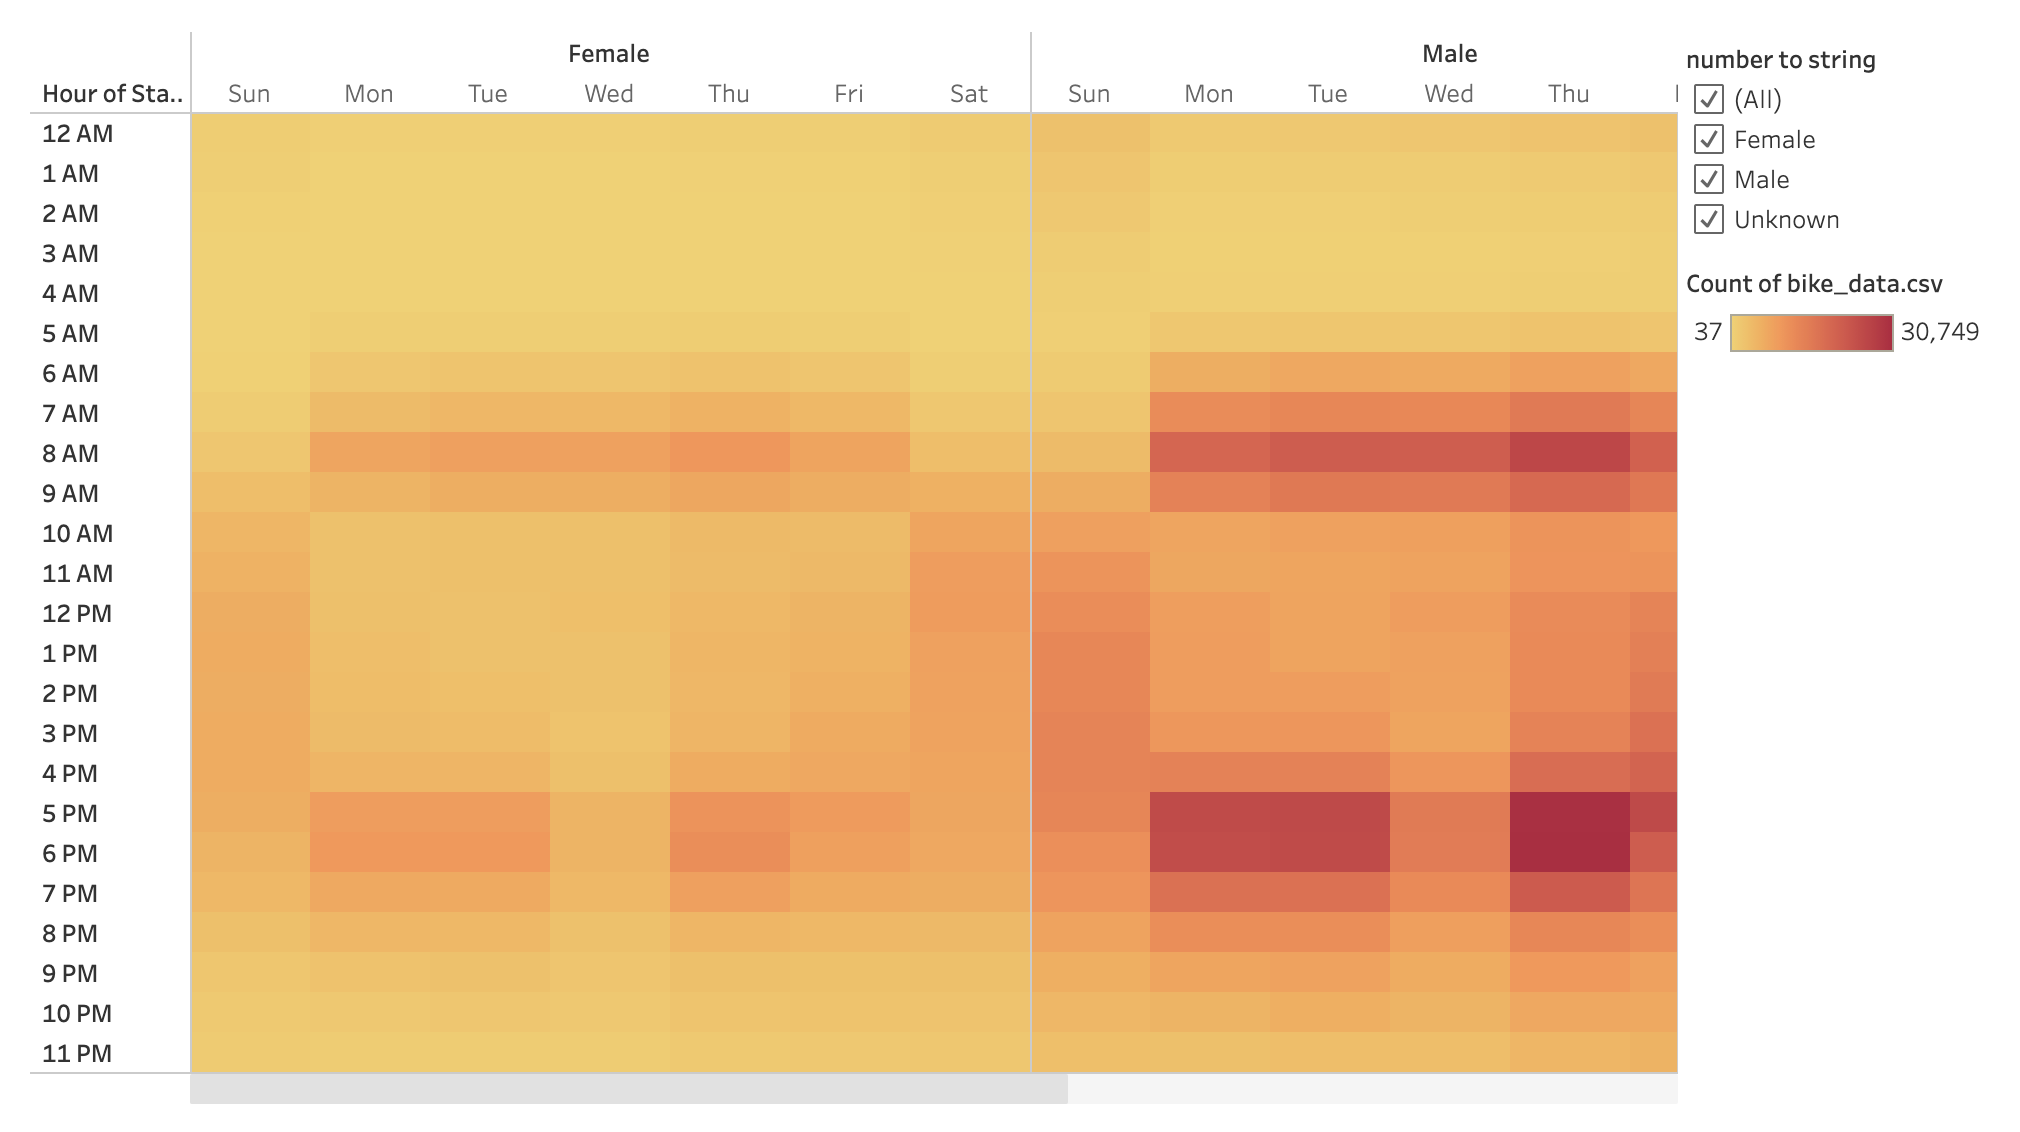 Female Male
Hour of Sta.. Sun Mon Tue Wed Thu Fri Sat Sun Mon Tue Wed Thu
12 AM
1 AM
2 AM
3 AM
4 AM
5 AM
6 AM
7 AM
8 AM
9 AM
10 AM
11 AM
12 PM
1 PM
2 PM
3 PM
4 PM
5 PM
6 PM
7 PM
8 PM
9 PM
10 PM
11 PM
number to string
(All)
Female
Male
Unknown
Count of bike_data.csv
37 30,749